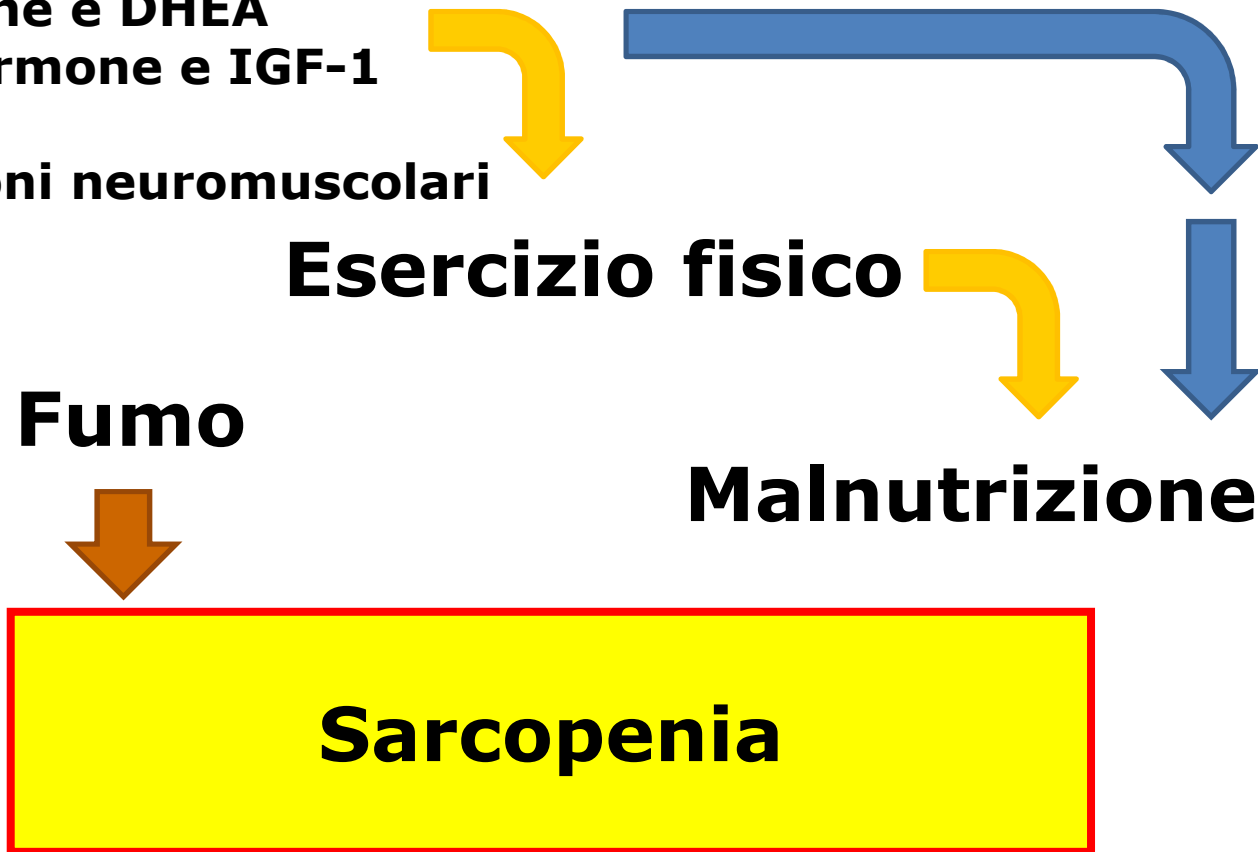 ne e DHEA
rmone e IGF-1
ni neuromuscolari
Esercizio fisico
Fumo
Malnutrizione
Sarcopenia